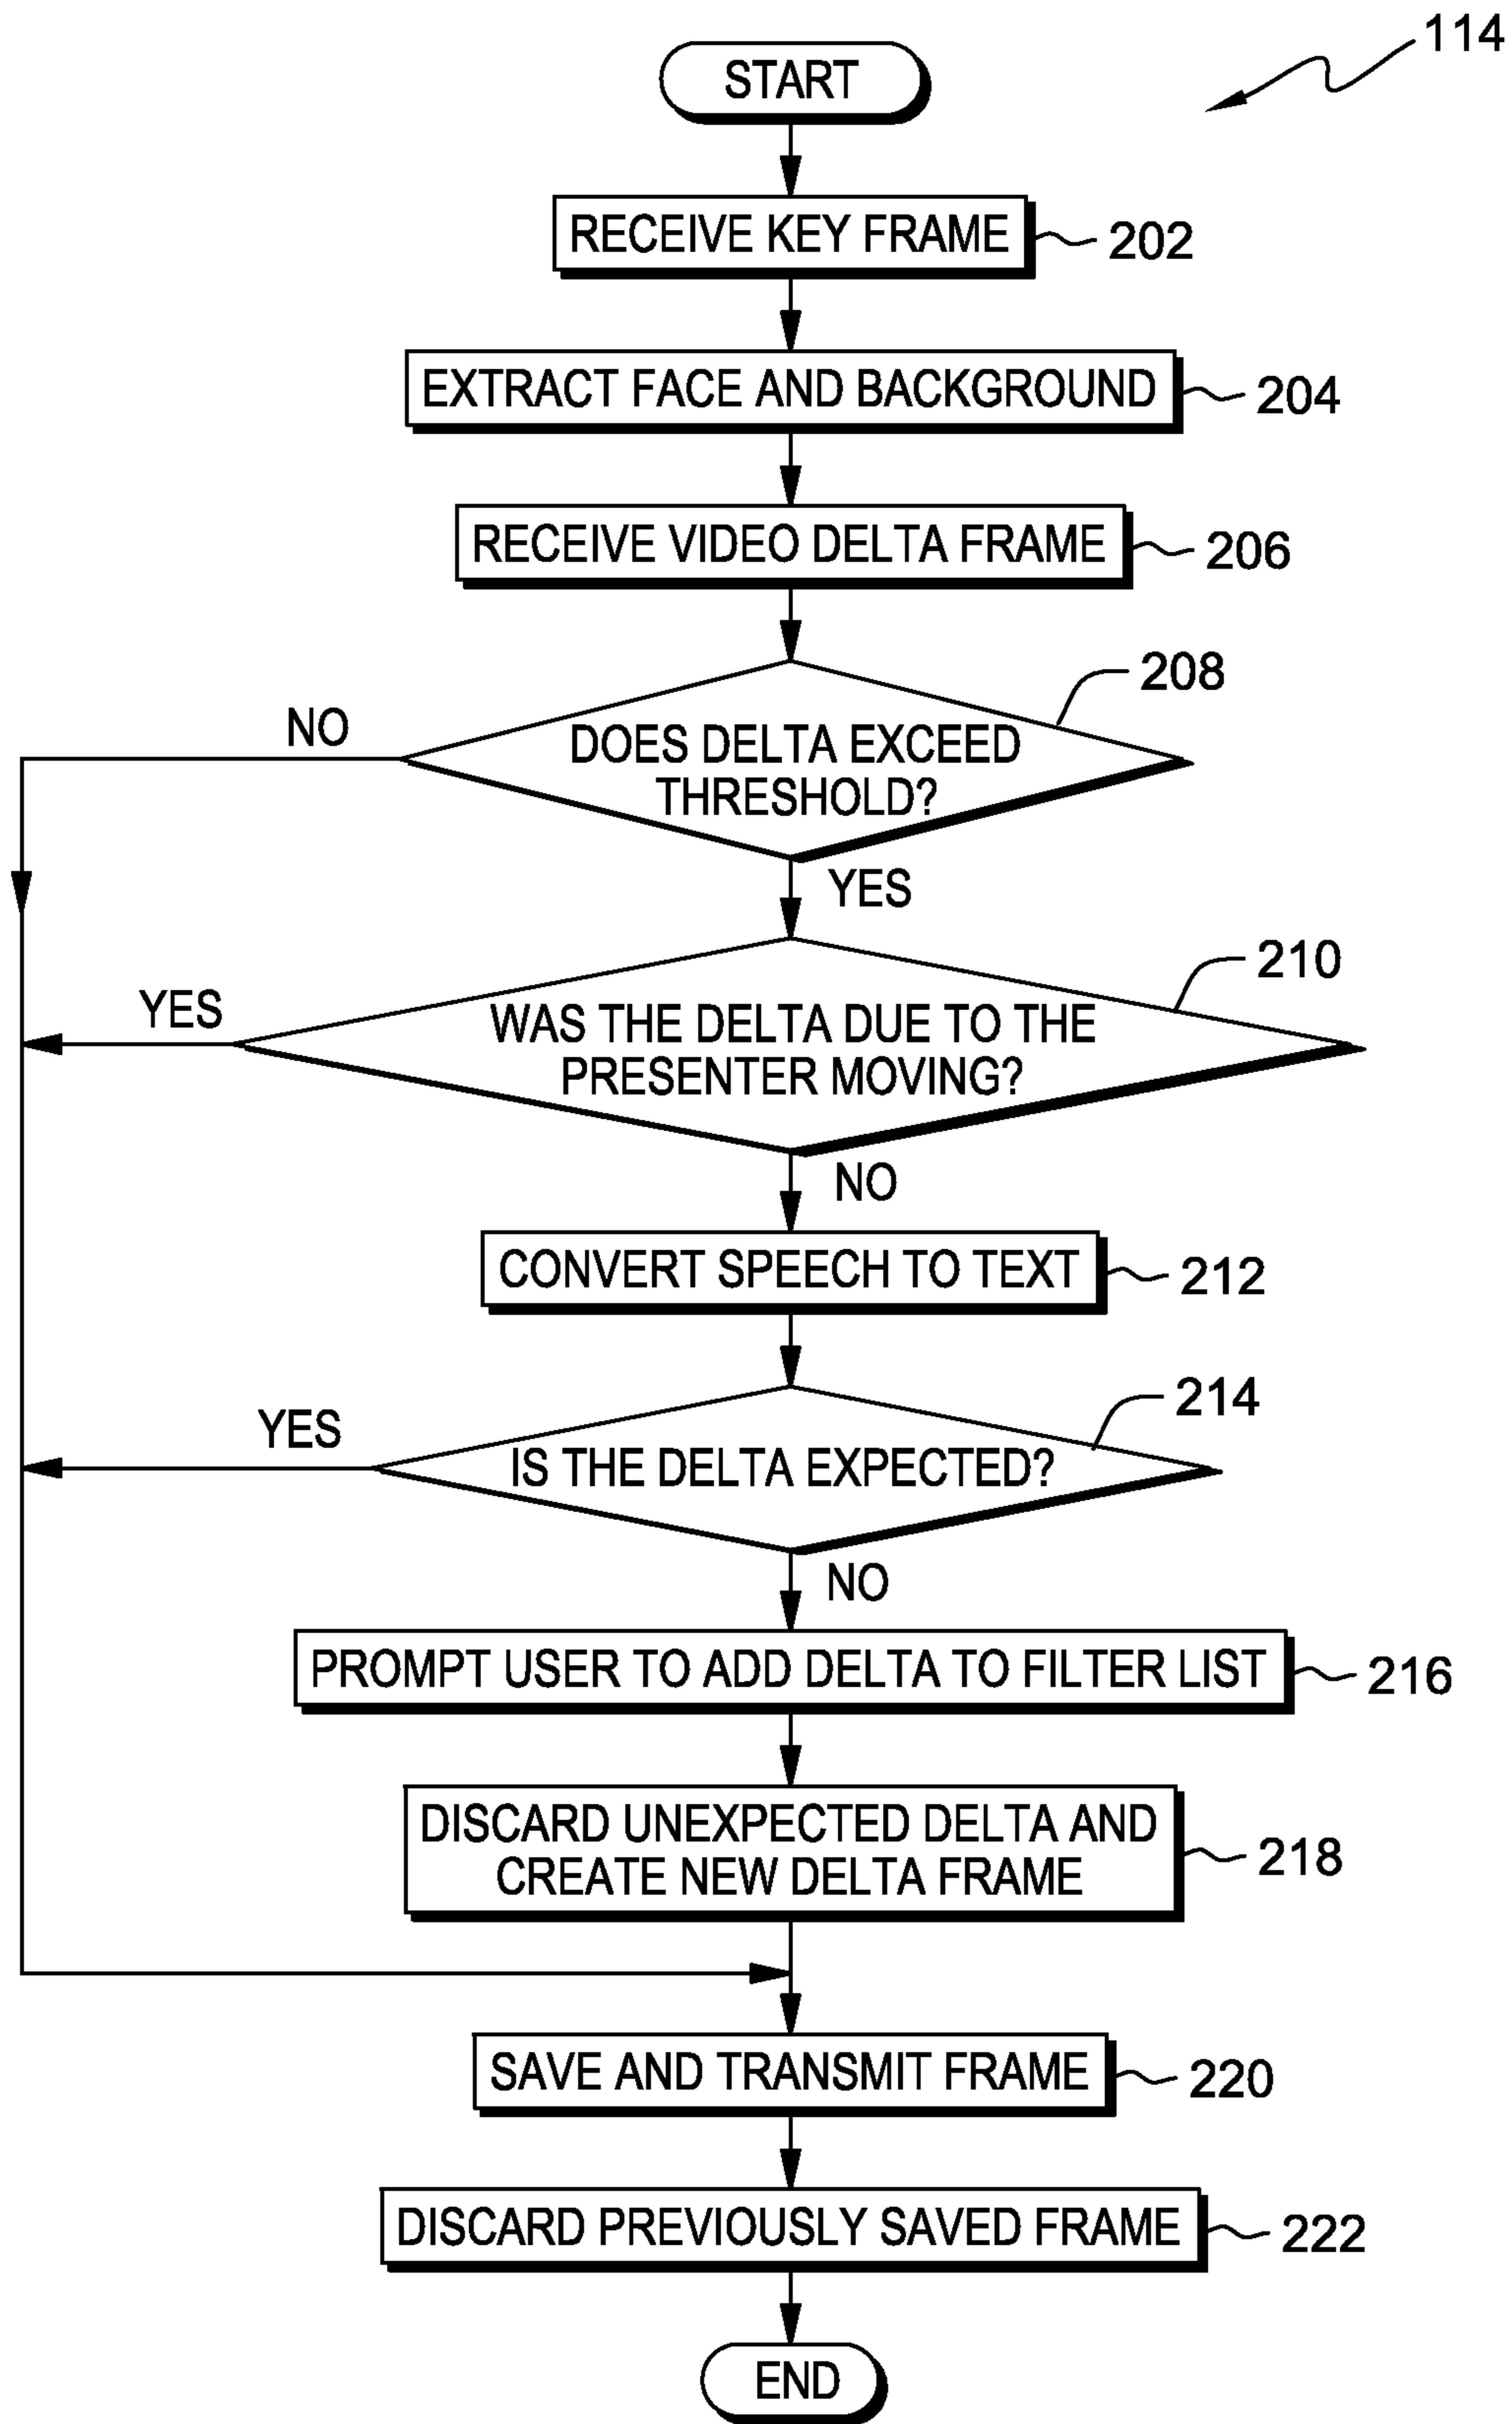 114
START
RECEIVE KEY FRAME
202
EXTRACT FACE AND BACKGROUND
204
RECEIVE VIDEO DELTA FRAME
206
208
NO
DOES DELTA EXCEED
THRESHOLD?
YES
210
YES
WAS THE DELTA DUE TO THE
PRESENTER MOVING?
NO
CONVERT SPEECH TO TEXT
212
214
YES
IS THE DELTA EXPECTED?
NO
PROMPT USER TO ADD DELTA TO FILTER LIST
216
DISCARD UNEXPECTED DELTA AND
CREATE NEW DELTA FRAME
218
SAVE AND TRANSMIT FRAME
220
DISCARD PREVIOUSLY SAVED FRAME
222
END